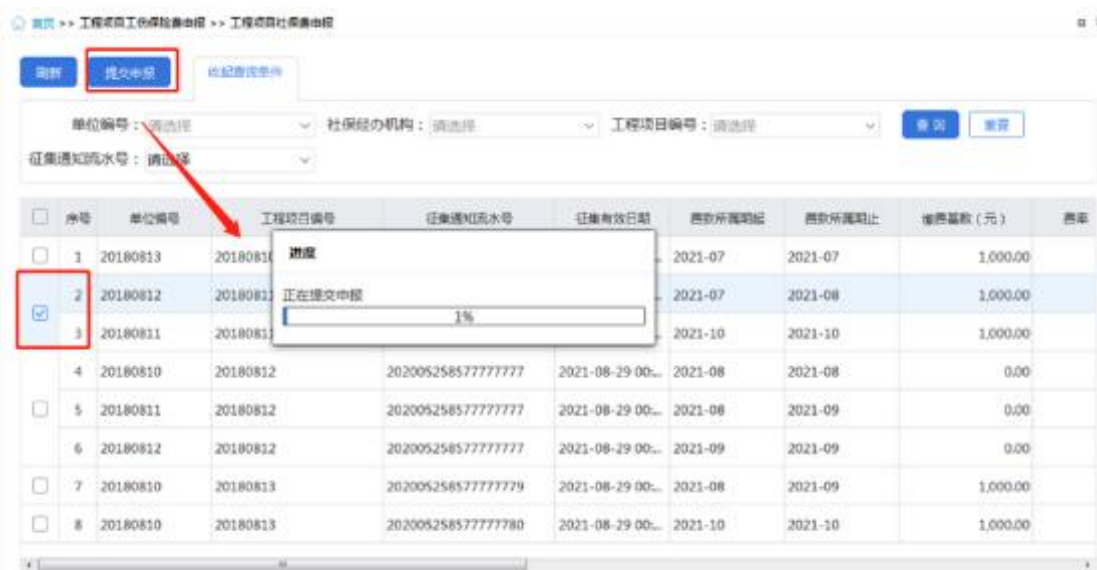 首页 >> 工程项目工伤保险费申报 >> 工程项目社保费申报
刷新 提交申报 收起查询条件
单位编号： 请选择 社保经办机构： 请选择 工程项目编号： 请选择 查询 重置
征集通知流水号： 请选择
序号 单位编号 工程项目编号 征集通知流水号 征集有效日期 费款所属期起 费款所属期止 缴费基数（元） 费率
1 20180813 2018081 2021-07 2021-07 1,000.00
进度
2 20180812 2018081 2021-07 2021-08 1,000.00
正在提交申报
1%
3 20180811 2018081 2021-10 2021-10 1,000.00
4 20180810 20180812 202005258577777777 2021-08-29 00:... 2021-08 2021-08 0.00
5 20180811 20180812 202005258577777777 2021-08-29 00:... 2021-08 2021-09 0.00
6 20180812 20180812 202005258577777777 2021-08-29 00:... 2021-09 2021-09 0.00
7 20180810 20180813 202005258577777779 2021-08-29 00:... 2021-08 2021-09 1,000.00
8 20180810 20180813 202005258577777780 2021-08-29 00:... 2021-10 2021-10 1,000.00